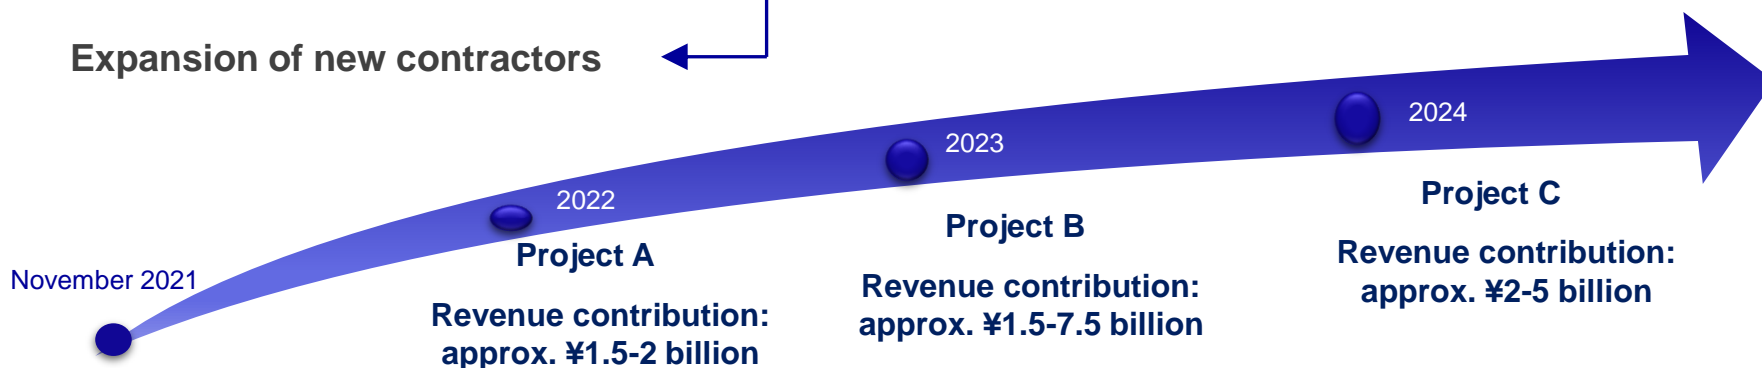 Expansion of new contractors
November 2021
2022
Project A
Revenue contribution:
approx. ¥1.5-2 billion
2023
Project B
Revenue contribution:
approx. ¥1.5-7.5 billion
2024
Project C
Revenue contribution:
approx. ¥2-5 billion